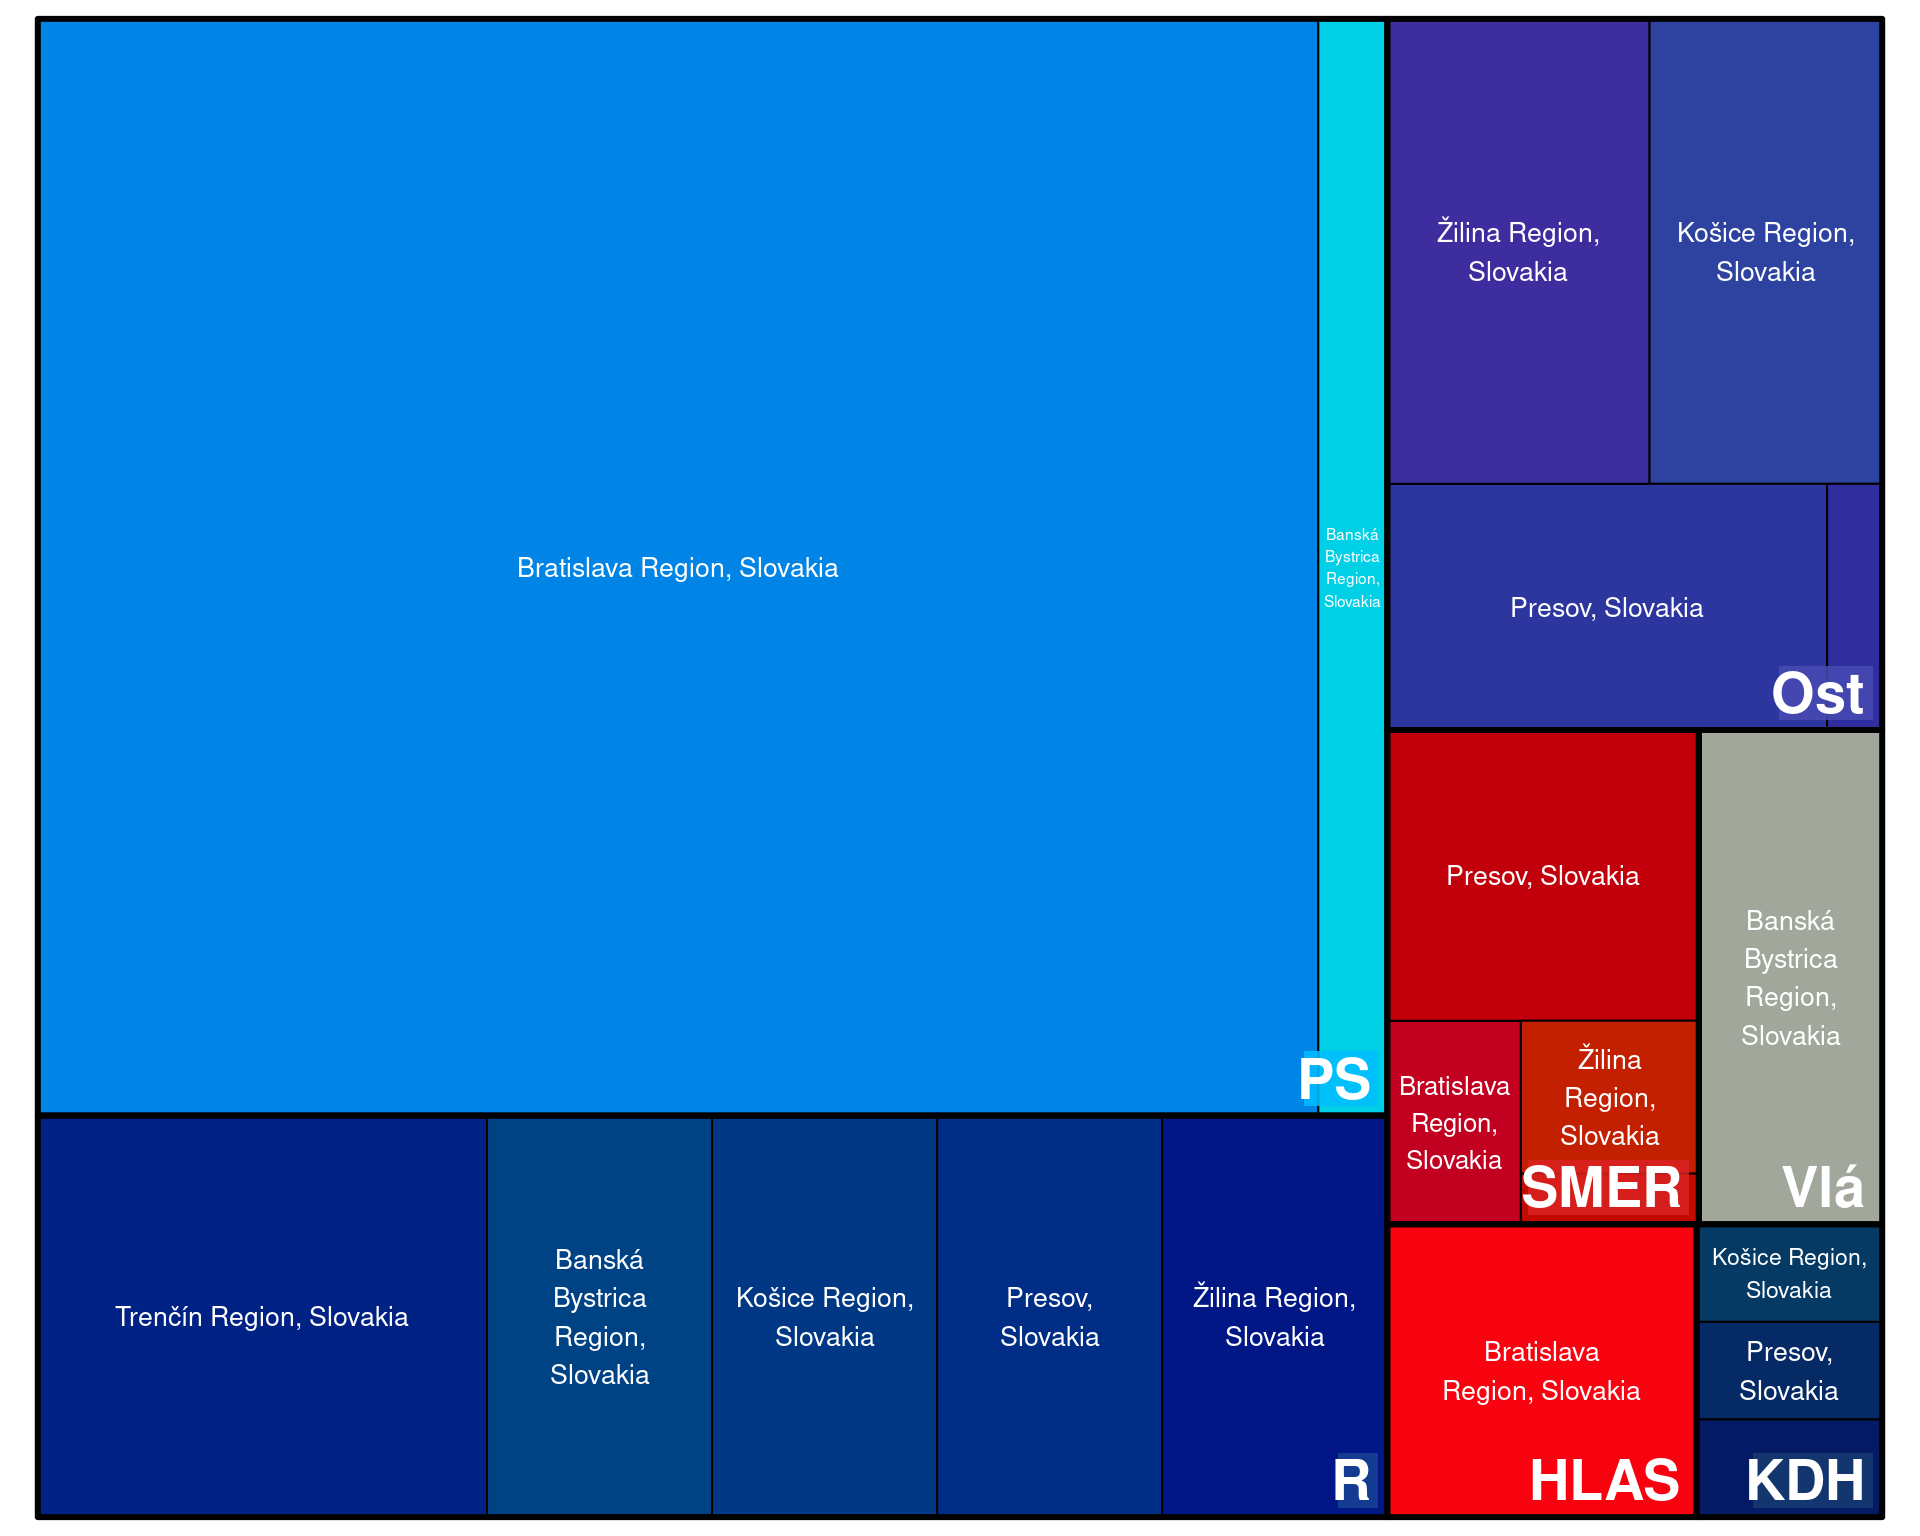 Bratislava Region, Slovakia
Banská
Bystrica
Region,
Slovakia
PS
Trenčín Region, Slovakia
Banská
Bystrica
Region,
Slovakia
Košice Region,
Slovakia
Presov,
Slovakia
Žilina Region,
Slovakia
R
Žilina Region,
Slovakia
Košice Region,
Slovakia
Presov, Slovakia
Ost
Presov, Slovakia
Bratislava
Region,
Slovakia
Žilina
Region,
Slovakia
SMER
Banská
Bystrica
Region,
Slovakia
Vlá
Bratislava
Region, Slovakia
HLAS
Košice Region,
Slovakia
Presov,
Slovakia
KDH